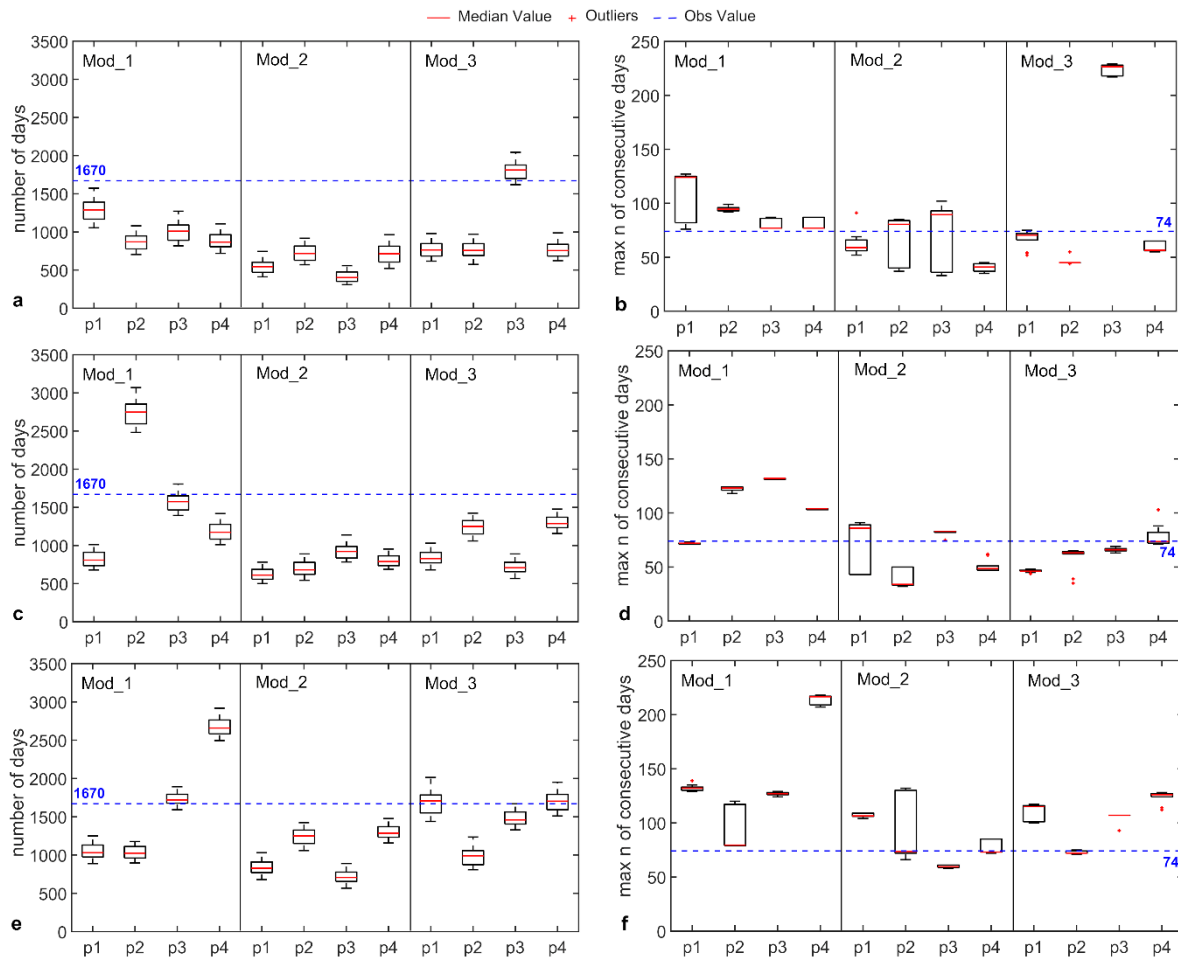 Median Value Outliers Obs Value
3500
3000
2500
2000
1500
1000
500
0
number of days
Mod_1 Mod_2 Mod_3
1670
p1 p2 p3 p4 p1 p2 p3 p4 p1 p2 p3 p4
a
250
200
150
100
50
0
max n of consecutive days
Mod_1 Mod_2 Mod_3
74
p1 p2 p3 p4 p1 p2 p3 p4 p1 p2 p3 p4
b
3500
3000
2500
2000
1500
1000
500
0
number of days
Mod_1 Mod_2 Mod_3
1670
p1 p2 p3 p4 p1 p2 p3 p4 p1 p2 p3 p4
c
250
200
150
100
50
0
max n of consecutive days
Mod_1 Mod_2 Mod_3
74
p1 p2 p3 p4 p1 p2 p3 p4 p1 p2 p3 p4
d
3500
3000
2500
2000
1500
1000
500
0
number of days
Mod_1 Mod_2 Mod_3
1670
p1 p2 p3 p4 p1 p2 p3 p4 p1 p2 p3 p4
e
250
200
150
100
50
0
max n of consecutive days
Mod_1 Mod_2 Mod_3
74
p1 p2 p3 p4 p1 p2 p3 p4 p1 p2 p3 p4
f